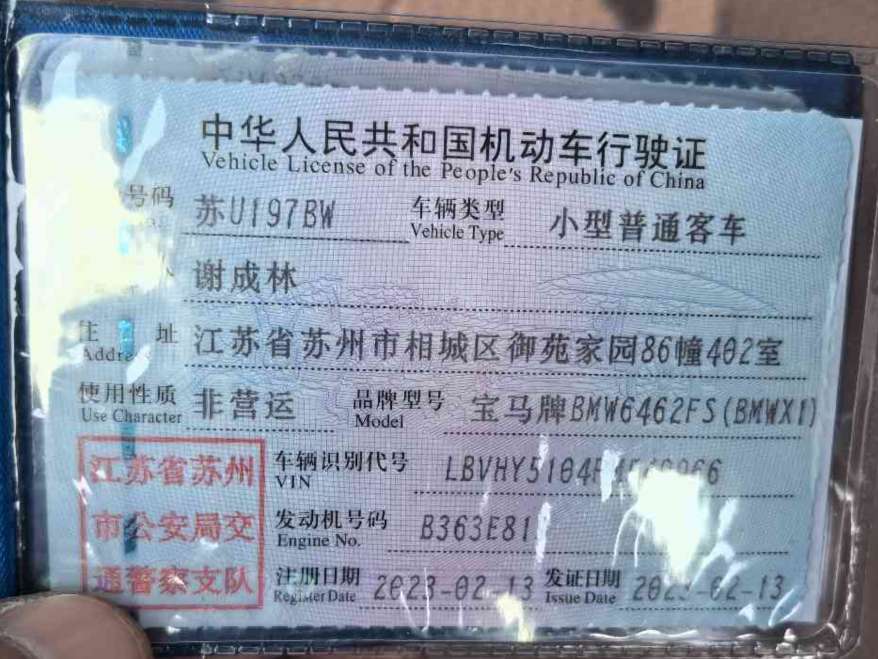 中华人民共和国机动车行驶证
Vehicle License of the People's Republic of China
号码 苏U197BW 车辆类型 小型普通客车
Vehicle Type
谢成林
住 址 江苏省苏州市相城区御苑家园86幢402室
Address
使用性质 非营运 品牌型号 宝马牌BMW6462FS(BMWX1)
Use Character Model
江苏省苏州 车辆识别代号
VIN
市公安局交 发动机号码 B363E81
Engine No.
通警察支队 注册日期 2023-02-13 发证日期 2023-02-13
Register Date Issue Date